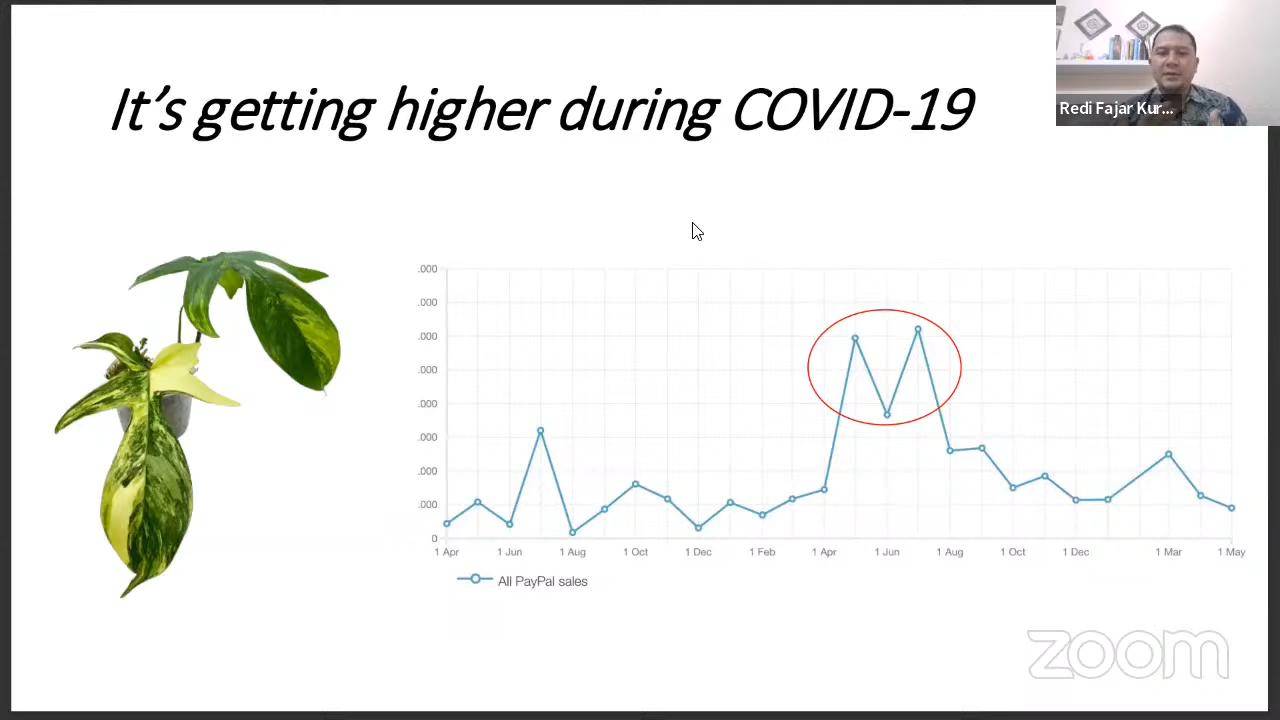 It's getting higher during COVID-19
Redi Fajar Kur...
.000
.000
.000
.000
.000
.000
.000
.000
0
1 Apr 1 Jun 1 Aug 1 Oct 1 Dec 1 Feb 1 Apr 1 Jun 1 Aug 1 Oct 1 Dec 1 Mar 1 May
All PayPal sales
zoom